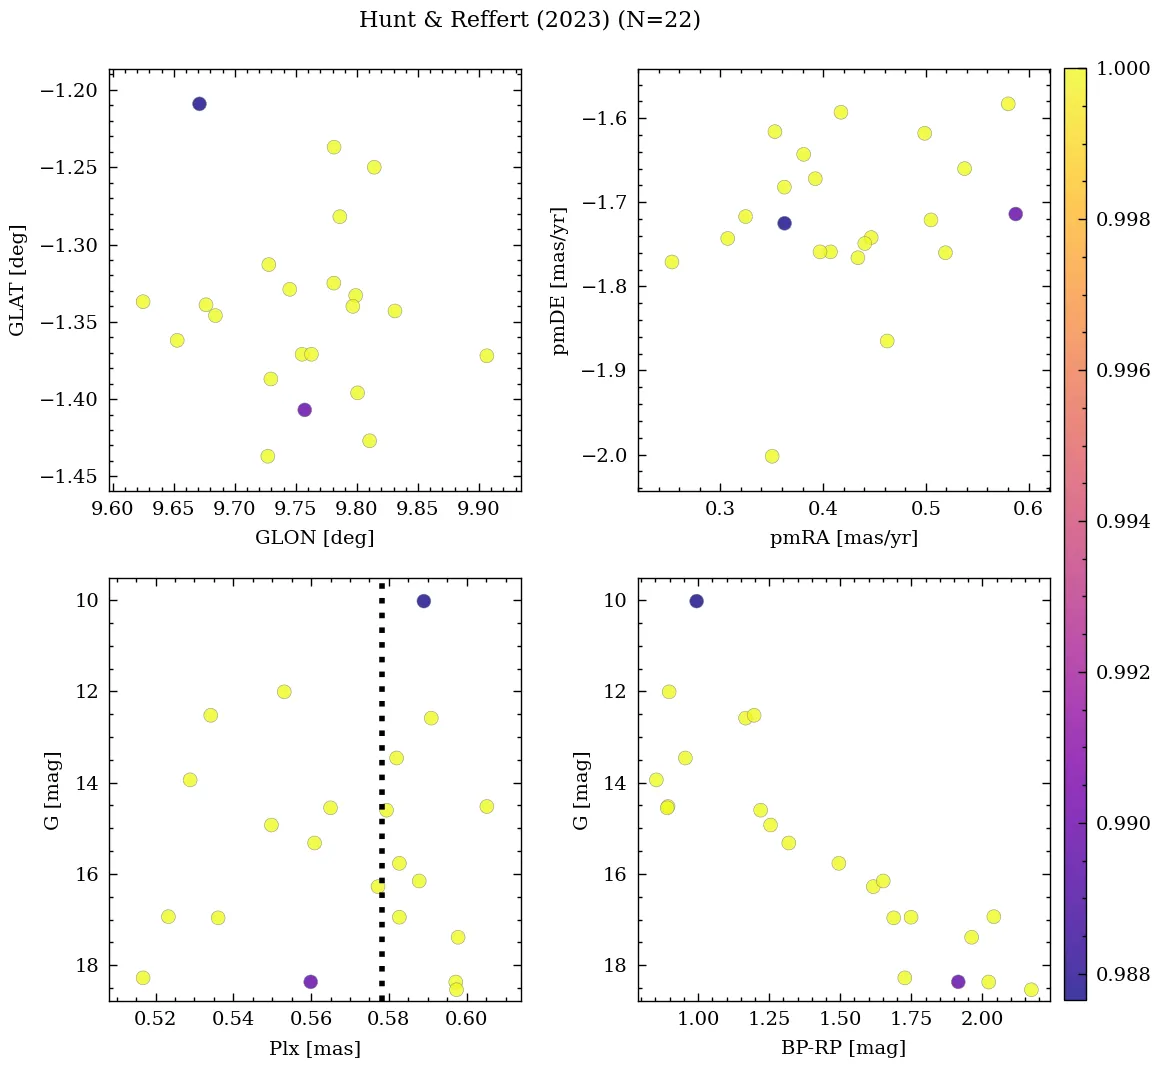 Hunt & Reffert (2023) (N=22)
−1.20
−1.25
−1.30
−1.35
−1.40
−1.45
GLAT [deg]
9.60 9.65 9.70 9.75 9.80 9.85 9.90
GLON [deg]
−1.6
−1.7
−1.8
−1.9
−2.0
pmDE [mas/yr]
0.3 0.4 0.5 0.6
pmRA [mas/yr]
10
12
14
16
18
G [mag]
0.52 0.54 0.56 0.58 0.60
Plx [mas]
10
12
14
16
18
G [mag]
1.00 1.25 1.50 1.75 2.00
BP-RP [mag]
1.000
0.998
0.996
0.994
0.992
0.990
0.988